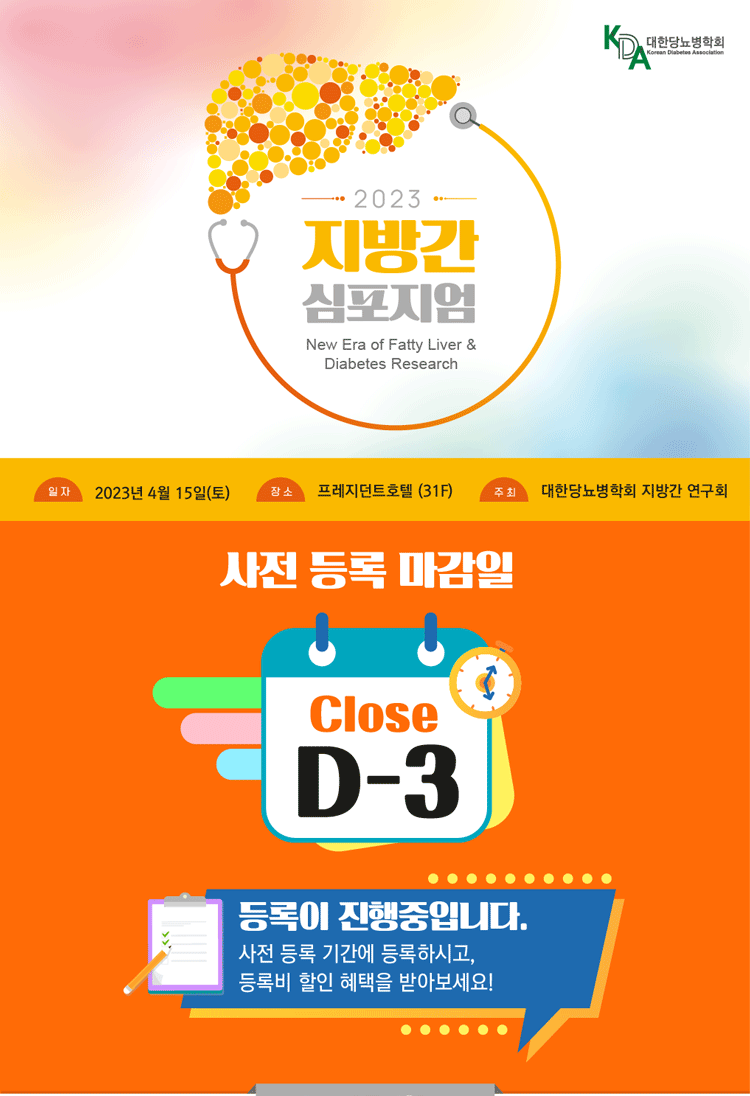 KDA 대한당뇨병학회
Korean Diabetes Association
2023
지방간
심포지엄
New Era of Fatty Liver &
Diabetes Research
일자 2023년 4월 15일(토) 장소 프레지던트호텔 (31F) 주최 대한당뇨병학회 지방간 연구회
사전 등록 마감일
Close
D-3
등록이 진행중입니다.
사전 등록 기간에 등록하시고,
등록비 할인 혜택을 받아보세요!